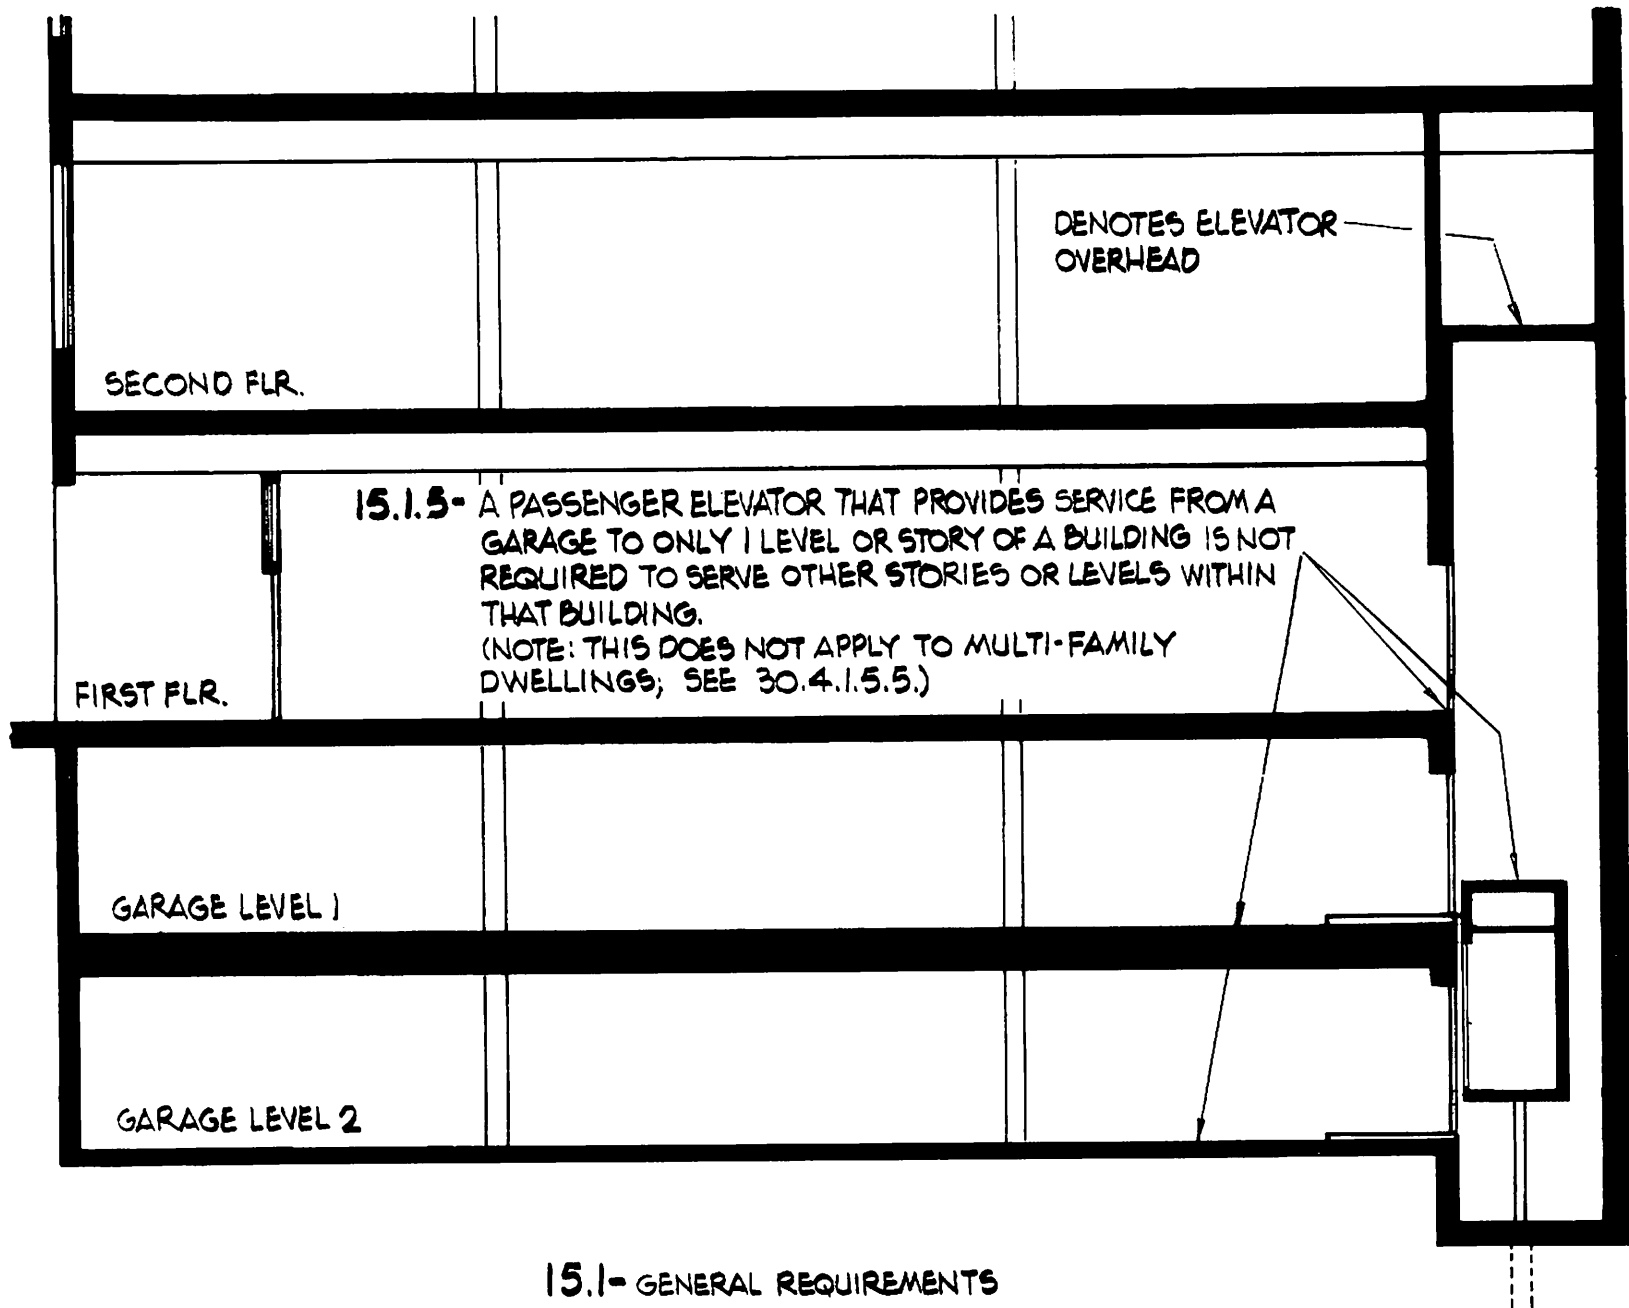 DENOTES ELEVATOR
OVERHEAD
SECOND FLR.
15.1.5- A PASSENGER ELEVATOR THAT PROVIDES SERVICE FROM A
GARAGE TO ONLY 1 LEVEL OR STORY OF A BUILDING IS NOT
REQUIRED TO SERVE OTHER STORIES OR LEVELS WITHIN
THAT BUILDING.
(NOTE: THIS DOES NOT APPLY TO MULTI-FAMILY
DWELLINGS; SEE 30.4.1.5.5.)
FIRST FLR.
GARAGE LEVEL 1
GARAGE LEVEL 2
15.1- GENERAL REQUIREMENTS